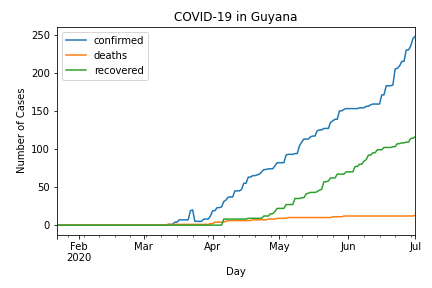 COVID-19 in Guyana
confirmed
deaths
recovered
Number of Cases
250
200
150
100
50
0
Feb Mar Apr May Jun Jul
2020
Day